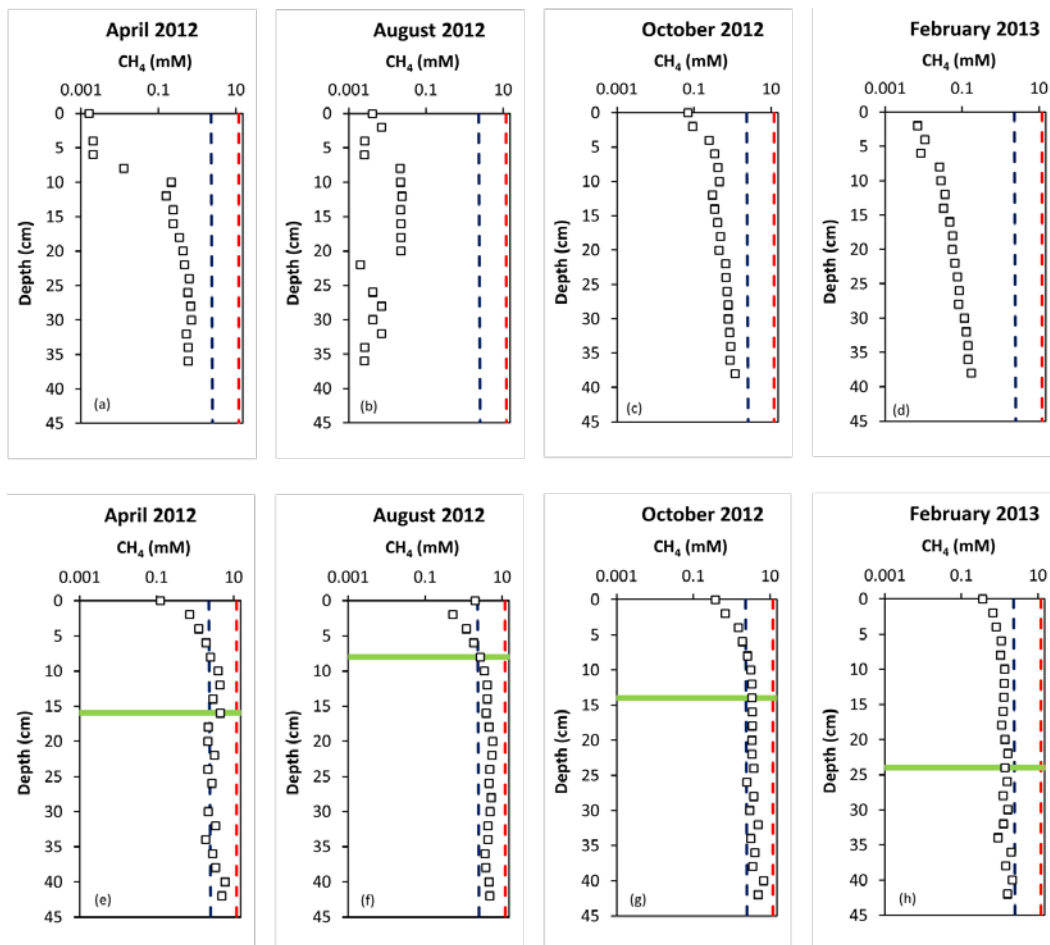 April 2012
CH₄ (mM)
0.001 0.1 10
0
5
10
15
20
25
30
35
40
45
Depth (cm)
(a)
August 2012
CH₄ (mM)
0.001 0.1 10
0
5
10
15
20
25
30
35
40
45
Depth (cm)
(b)
October 2012
CH₄ (mM)
0.001 0.1 10
0
5
10
15
20
25
30
35
40
45
Depth (cm)
(c)
February 2013
CH₄ (mM)
0.001 0.1 10
0
5
10
15
20
25
30
35
40
45
Depth (cm)
(d)
April 2012
CH₄ (mM)
0.001 0.1 10
0
5
10
15
20
25
30
35
40
45
Depth (cm)
(e)
August 2012
CH₄ (mM)
0.001 0.1 10
0
5
10
15
20
25
30
35
40
45
Depth (cm)
(f)
October 2012
CH₄ (mM)
0.001 0.1 10
0
5
10
15
20
25
30
35
40
45
Depth (cm)
(g)
February 2013
CH₄ (mM)
0.001 0.1 10
0
5
10
15
20
25
30
35
40
45
Depth (cm)
(h)